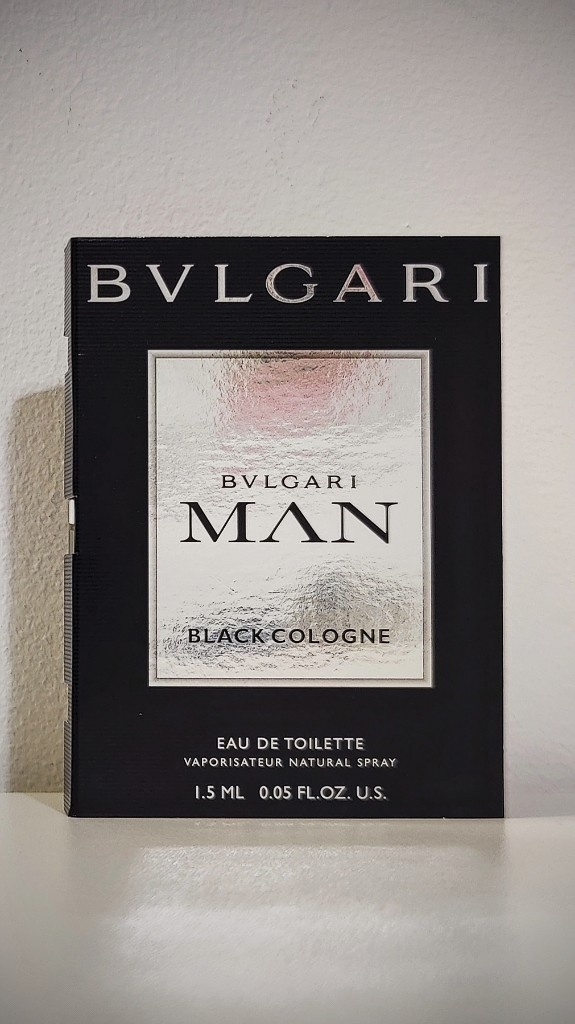 BVLGARI
BVLGARI
MAN
BLACK COLOGNE
EAU DE TOILETTE
VAPORISATEUR NATURAL SPRAY
1.5 ML 0.05 FL.OZ. U.S.